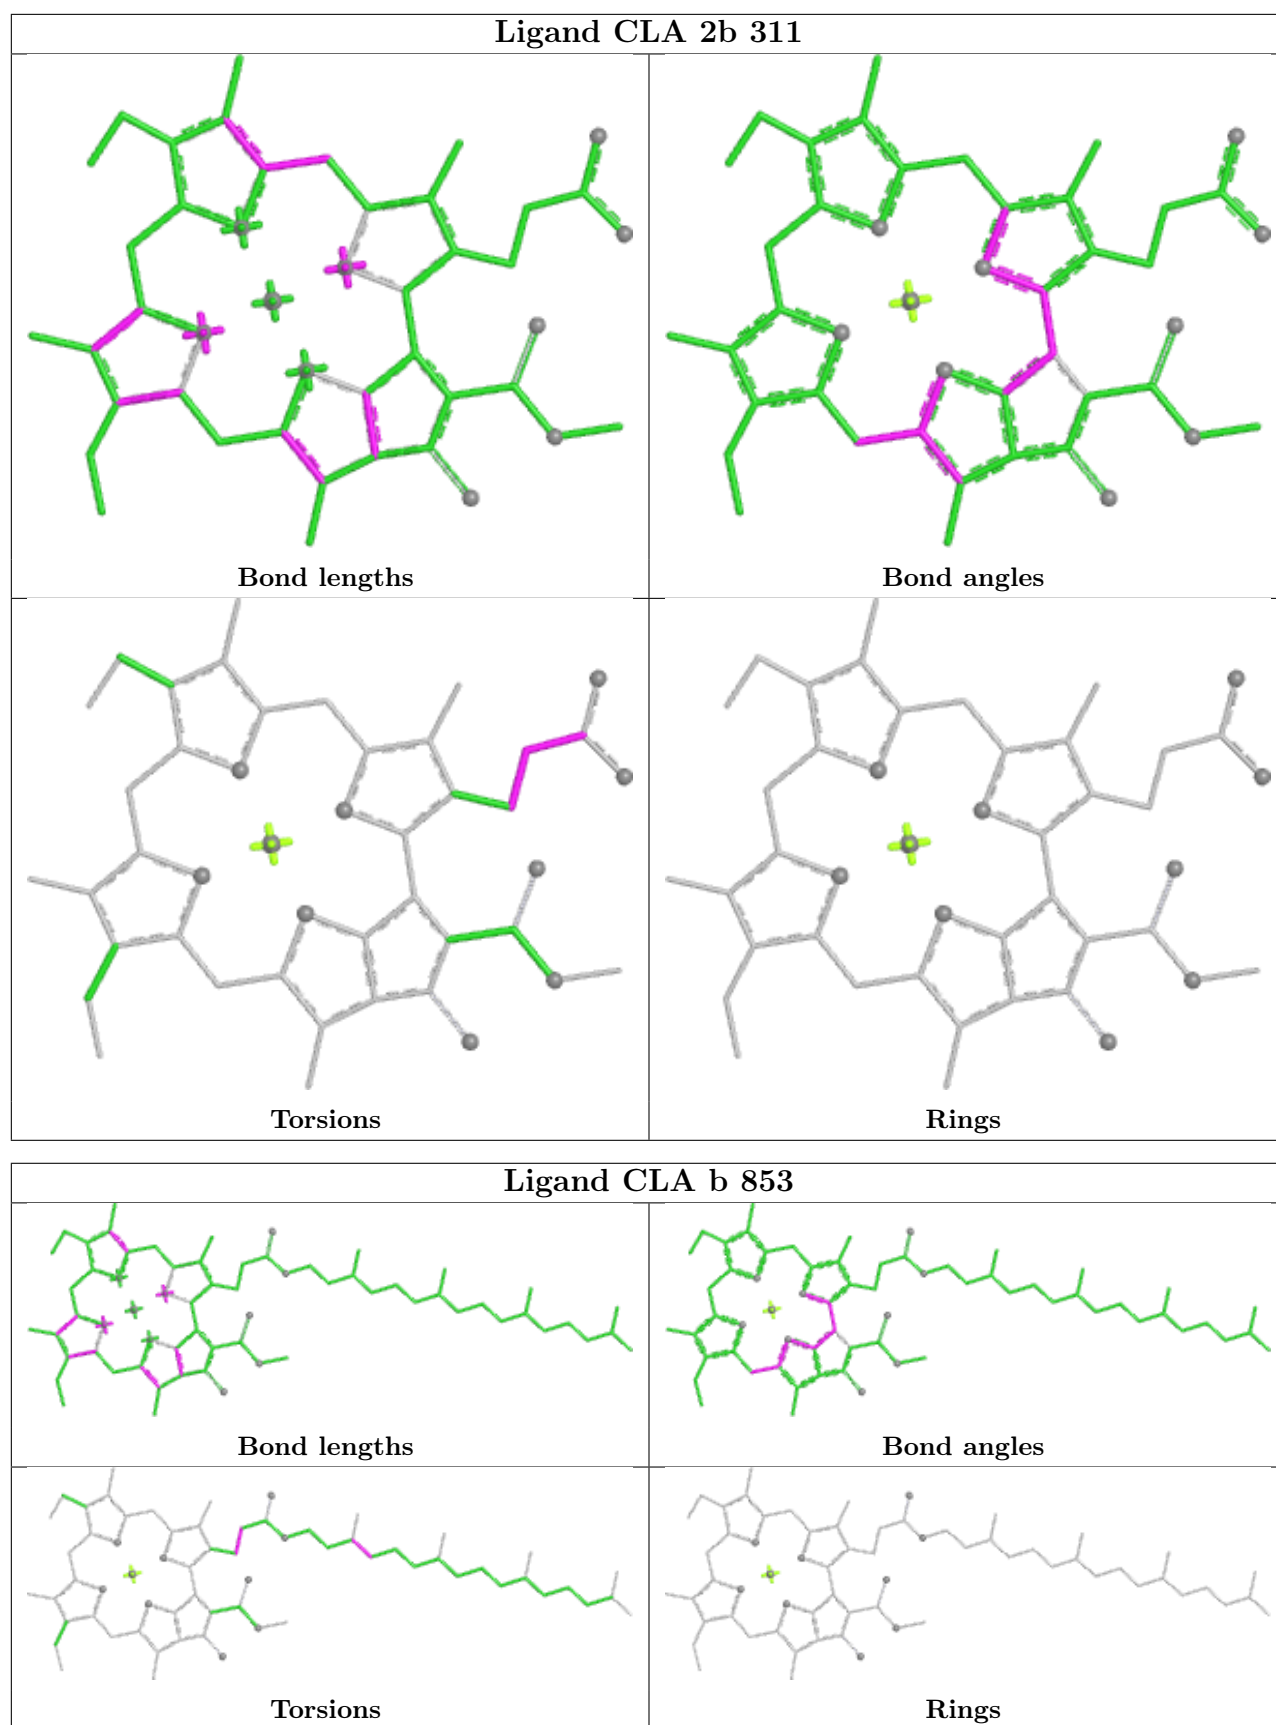 Ligand CLA 2b 311
Bond lengths
Bond angles
Torsions
Rings
Ligand CLA b 853
Bond lengths
Bond angles
Torsions
Rings